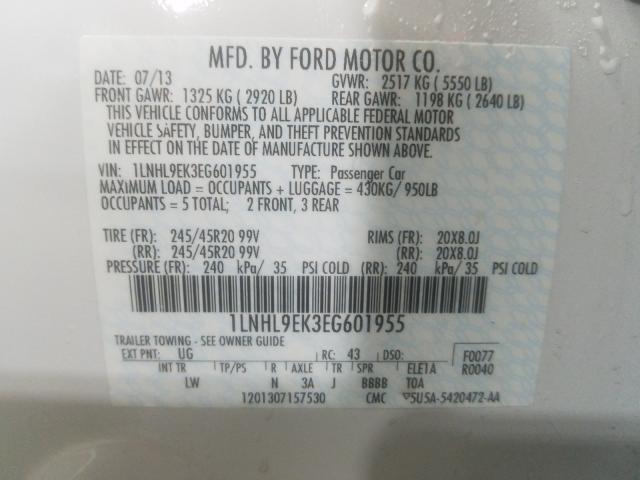 MFD. BY FORD MOTOR CO.
DATE: 07/13 GVWR: 2517 KG ( 5550 LB)
FRONT GAWR: 1325 KG ( 2920 LB) REAR GAWR: 1198 KG ( 2640 LB)
THIS VEHICLE CONFORMS TO ALL APPLICABLE FEDERAL MOTOR
VEHICLE SAFETY, BUMPER, AND THEFT PREVENTION STANDARDS
IN EFFECT ON THE DATE OF MANUFACTURE SHOWN ABOVE.
VIN: 1LNHL9EK3EG601955 TYPE: Passenger Car
MAXIMUM LOAD = OCCUPANTS + LUGGAGE = 430KG/ 950LB
OCCUPANTS = 5 TOTAL; 2 FRONT, 3 REAR
TIRE (FR): 245/45R20 99V RIMS (FR): 20X8.0J
(RR): 245/45R20 99V (RR): 20X8.0J
PRESSURE (FR): 240 kPa/ 35 PSI COLD (RR): 240 kPa/ 35 PSI COLD
1LNHL9EK3EG601955
TRAILER TOWING - SEE OWNER GUIDE
EXT PNT: UG RC: 43 DSO: F0077
INT TR TP/PS R AXLE TR SPR ELE1A R0040
LW N 3A J BBBB TOA
1201307157530 CMC ▽5U5A-5420472-AA